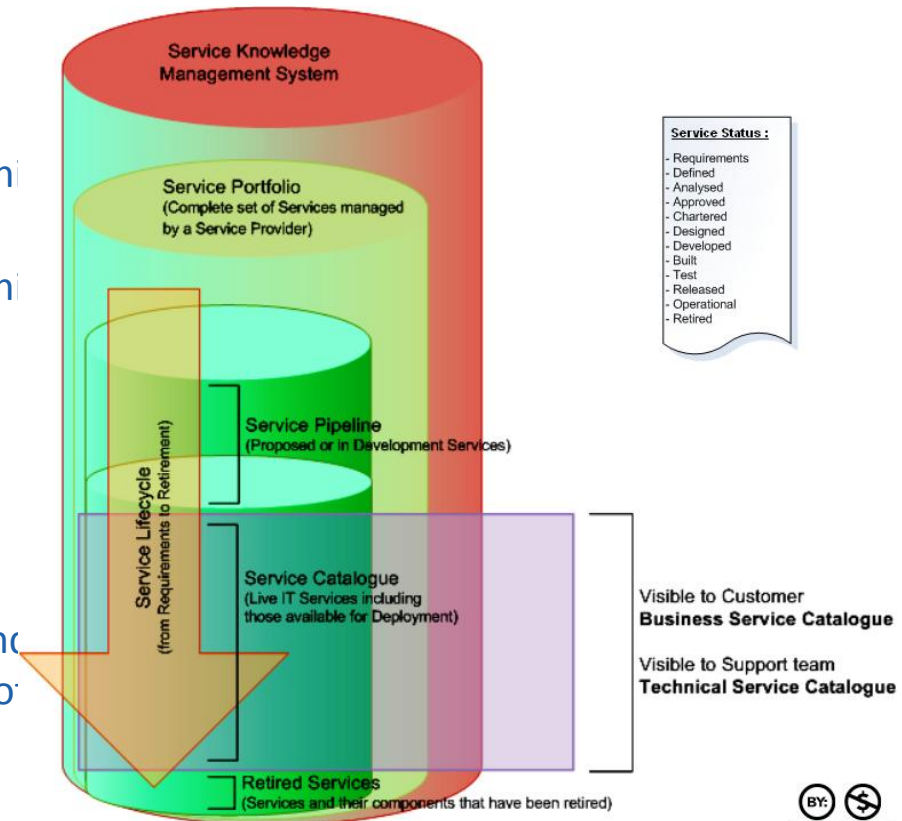 Service Knowledge
Management System
Service Portfolio
(Complete set of Services managed
by a Service Provider)
Service Status :
- Requirements
- Defined
- Analysed
- Approved
- Chartered
- Designed
- Developed
- Built
- Test
- Released
- Operational
- Retired
Service Pipeline
(Proposed or in Development Services)
Service Lifecycle
(from Requirements to Retirement)
Service Catalogue
(Live IT Services including
those available for Deployment)
Visible to Customer
Business Service Catalogue
Visible to Support team
Technical Service Catalogue
Retired Services
(Services and their components that have been retired)
BY: $